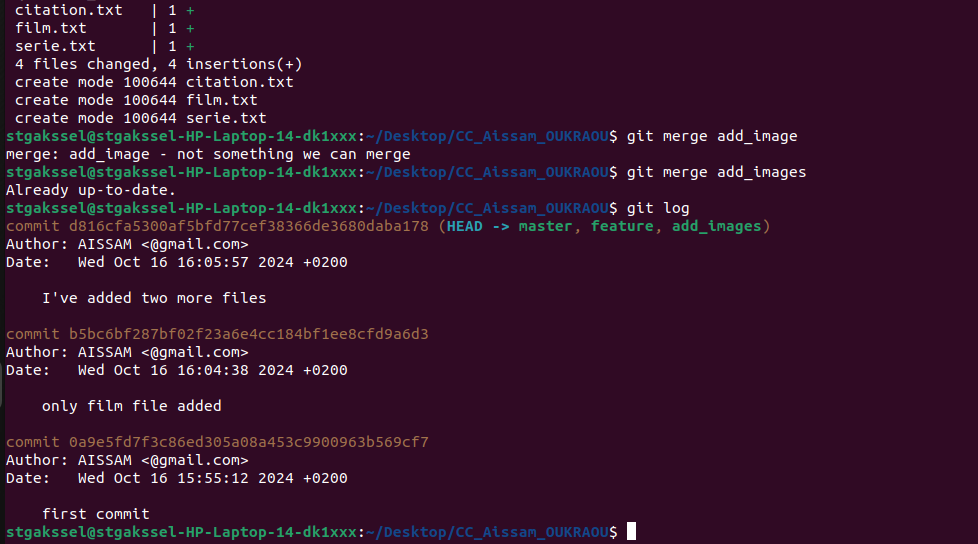 citation.txt   | 1 +
film.txt       | 1 +
serie.txt      | 1 +
4 files changed, 4 insertions(+)
create mode 100644 citation.txt
create mode 100644 film.txt
create mode 100644 serie.txt
stgakssel@stgakssel-HP-Laptop-14-dk1xxx:~/Desktop/CC_Aissam_OUKRAOU$ git merge add_image
merge: add_image - not something we can merge
stgakssel@stgakssel-HP-Laptop-14-dk1xxx:~/Desktop/CC_Aissam_OUKRAOU$ git merge add_images
Already up-to-date.
stgakssel@stgakssel-HP-Laptop-14-dk1xxx:~/Desktop/CC_Aissam_OUKRAOU$ git log
commit d816cfa5300af5bfd77cef38366de3680daba178 (HEAD -> master, feature, add_images)
Author: AISSAM <@gmail.com>
Date:   Wed Oct 16 16:05:57 2024 +0200
I've added two more files
commit b5bc6bf287bf02f23a6e4cc184bf1ee8cfd9a6d3
Author: AISSAM <@gmail.com>
Date:   Wed Oct 16 16:04:38 2024 +0200
only film file added
commit 0a9e5fd7f3c86ed305a08a453c9900963b569cf7
Author: AISSAM <@gmail.com>
Date:   Wed Oct 16 15:55:12 2024 +0200
first commit
stgakssel@stgakssel-HP-Laptop-14-dk1xxx:~/Desktop/CC_Aissam_OUKRAOU$